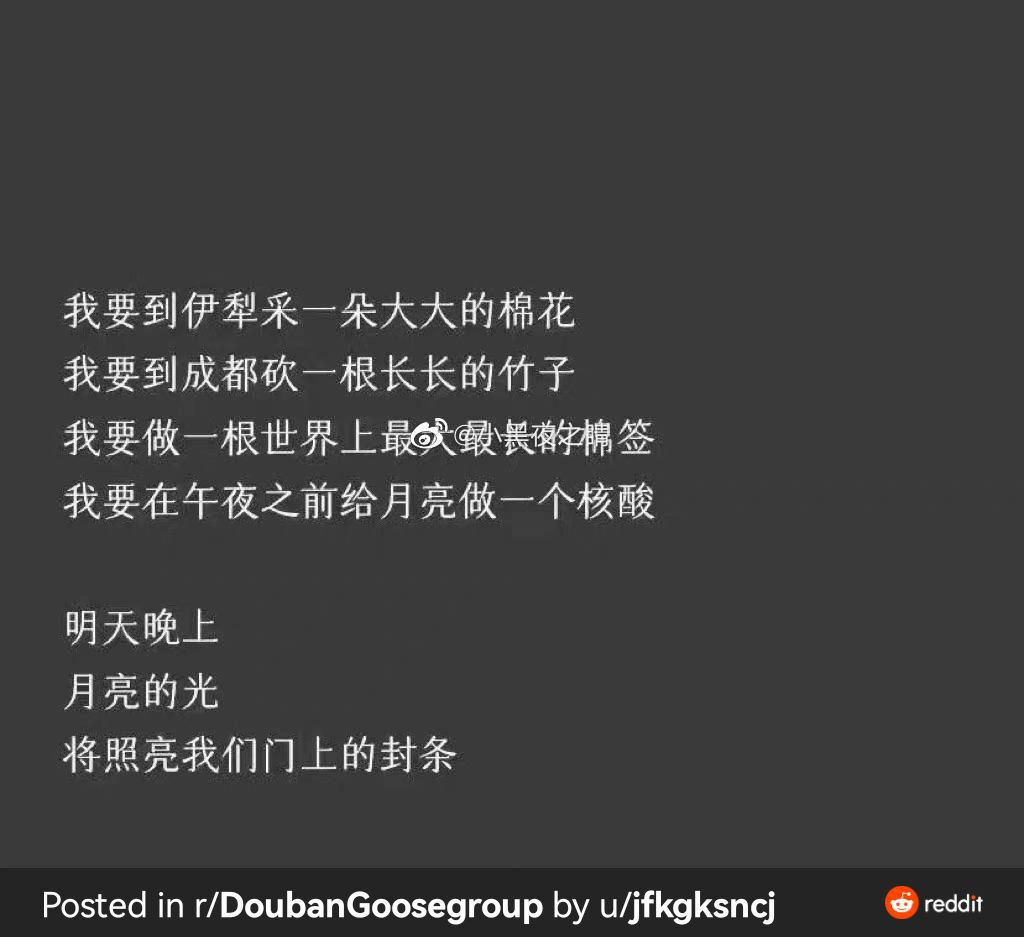 我要到伊犁采一朵大大的棉花
我要到成都砍一根长长的竹子
我要做一根世界上最大最长的棉签
我要在午夜之前给月亮做一个核酸
明天晚上
月亮的光
将照亮我们门上的封条
Posted in r/DoubanGoosegroup by u/jfkgksncj
reddit